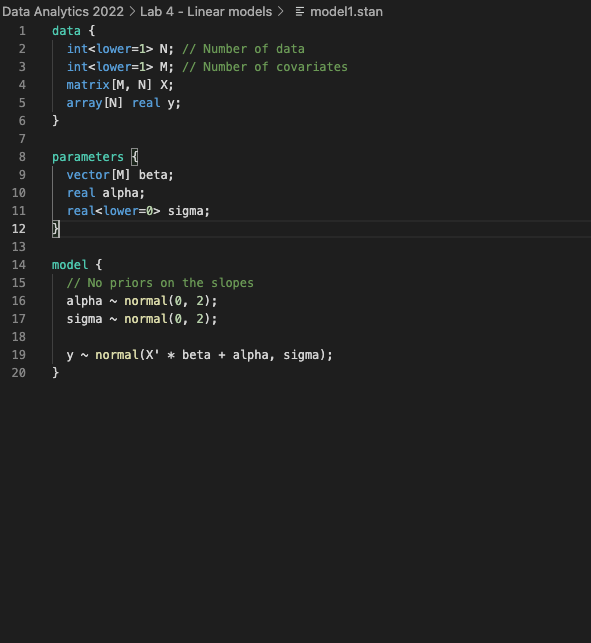 Data Analytics 2022 > Lab 4 - Linear models > model1.stan
1 data {
2 int<lower=1> N; // Number of data
3 int<lower=1> M; // Number of covariates
4 matrix[M, N] X;
5 array[N] real y;
6 }
7
8 parameters {
9 vector[M] beta;
10 real alpha;
11 real<lower=0> sigma;
12 }
13
14 model {
15 // No priors on the slopes
16 alpha ~ normal(0, 2);
17 sigma ~ normal(0, 2);
18
19 y ~ normal(X' * beta + alpha, sigma);
20 }